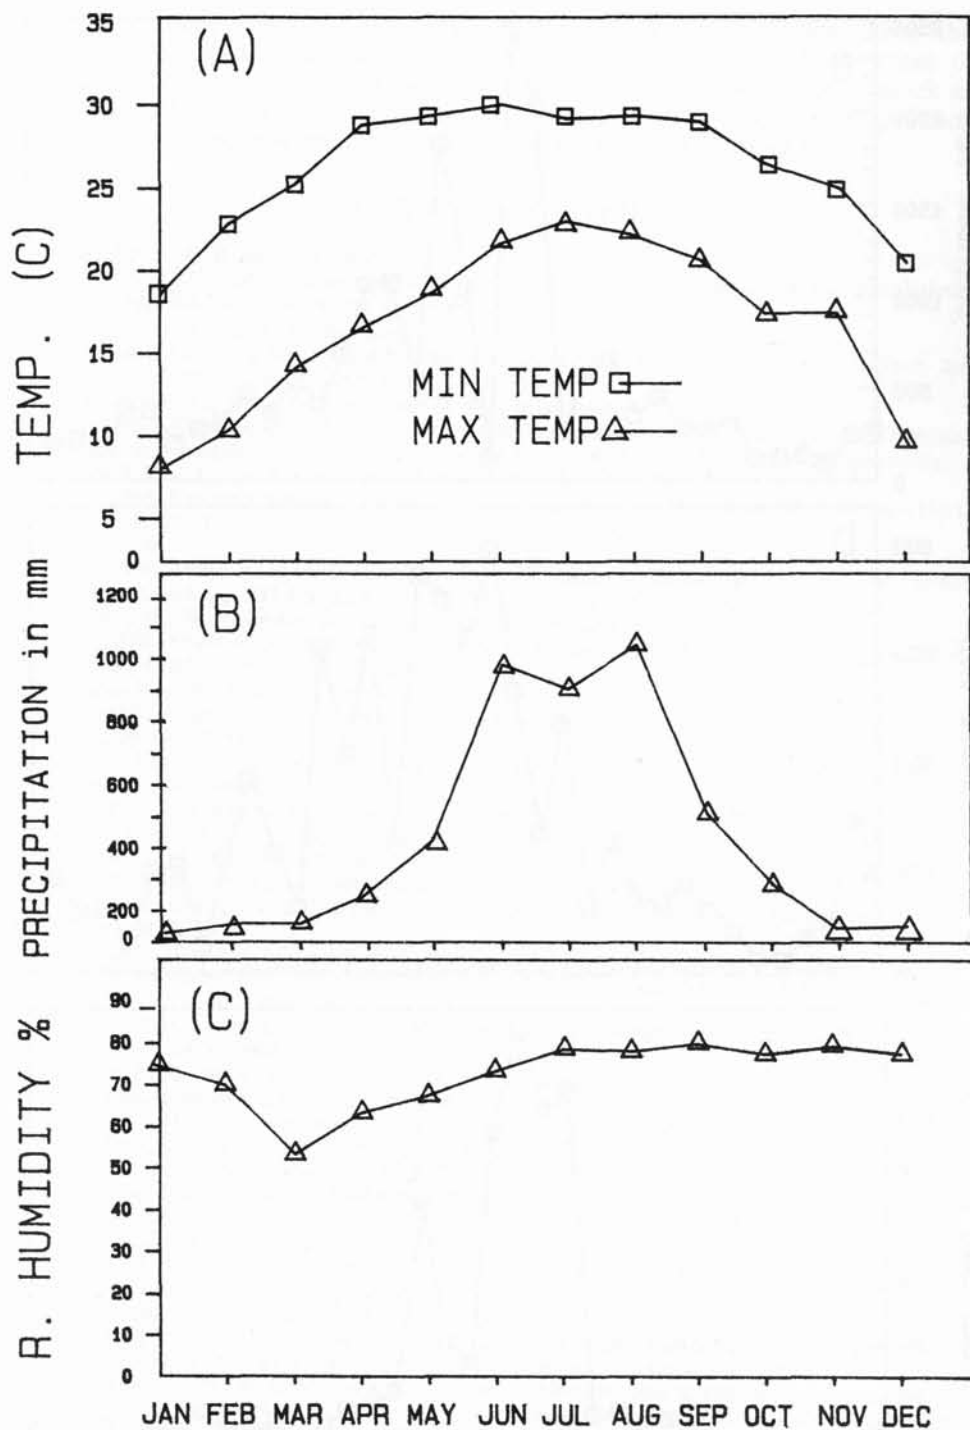 TEMP. (C)
(A)
35
30
25
20
15
10
5
0
MIN TEMP
MAX TEMP
PRECIPITATION in mm
(B)
1200
1000
800
600
400
200
0
R. HUMIDITY %
(C)
90
80
70
60
50
40
30
20
10
0
JAN FEB MAR APR MAY JUN JUL AUG SEP OCT NOV DEC